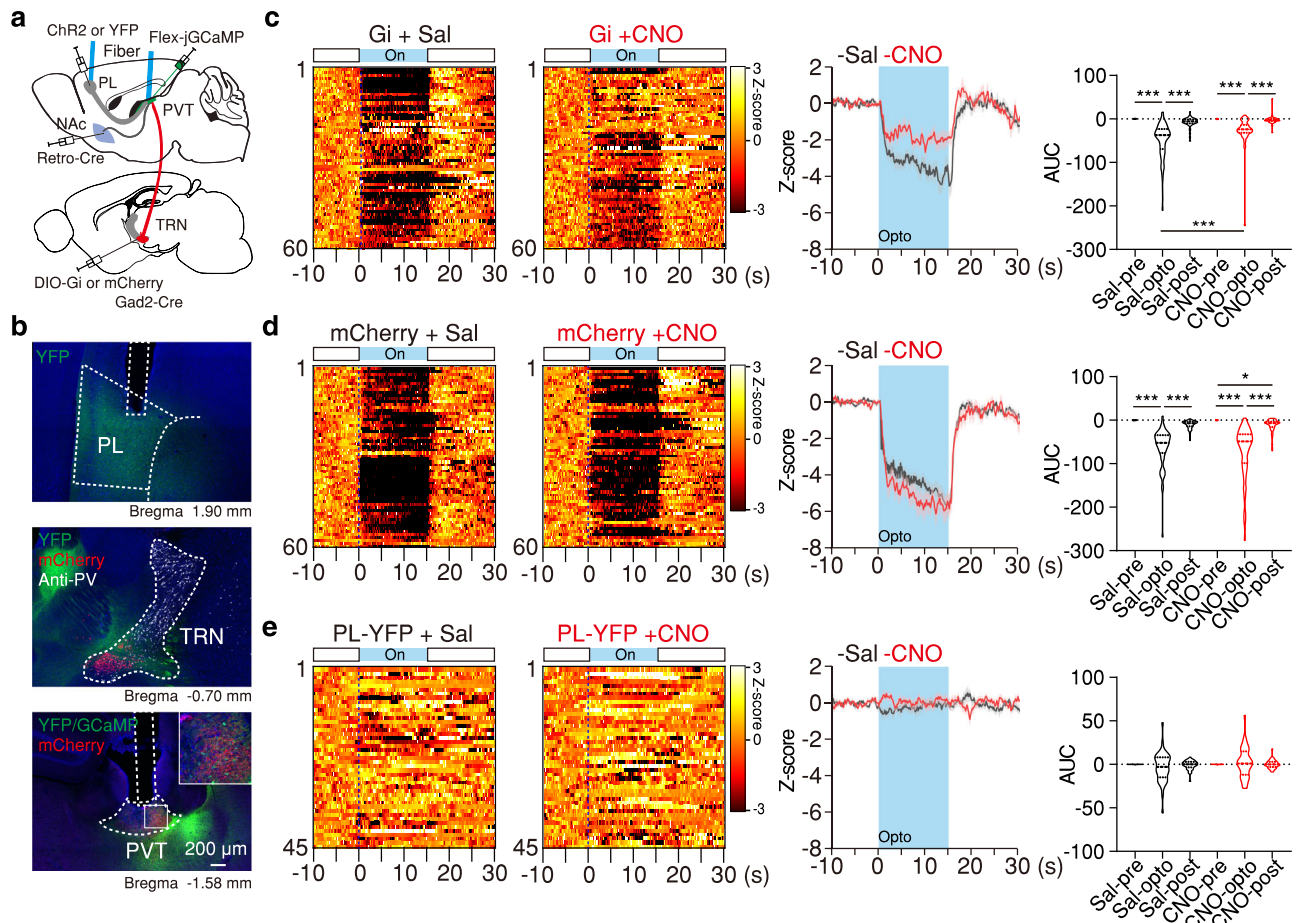 a
ChR2 or YFP
Flex-jGCaMP
Fiber
PL
PVT
NAc
Retro-Cre
TRN
DIO-Gi or mCherry
Gad2-Cre
b
YFP
PL
Bregma 1.90 mm
YFP
mCherry
Anti-PV
TRN
Bregma -0.70 mm
YFP/GCaMP
mCherry
PVT
200 µm
Bregma -1.58 mm
c
Gi + Sal
Gi +CNO
On
On
1
60
-10 0 10 20 30 (s)
-10 0 10 20 30 (s)
3
Z-score
0
-3
-Sal -CNO
Z-score
2
0
-2
-4
-6
-8
Opto
-10 0 10 20 30 (s)
AUC
100
0
-100
-200
-300
*** *** *** ***
***
Sal-pre
Sal-opto
Sal-post
CNO-pre
CNO-opto
CNO-post
d
mCherry + Sal
mCherry +CNO
On
On
1
60
-10 0 10 20 30 (s)
-10 0 10 20 30 (s)
3
Z-score
0
-3
-Sal -CNO
Z-score
2
0
-2
-4
-6
-8
Opto
-10 0 10 20 30 (s)
AUC
100
0
-100
-200
-300
*
*** *** *** ***
Sal-pre
Sal-opto
Sal-post
CNO-pre
CNO-opto
CNO-post
e
PL-YFP + Sal
PL-YFP +CNO
On
On
1
45
-10 0 10 20 30 (s)
-10 0 10 20 30 (s)
3
Z-score
0
-3
-Sal -CNO
Z-score
2
0
-2
-4
-6
-8
Opto
-10 0 10 20 30 (s)
AUC
100
50
0
-50
-100
Sal-pre
Sal-opto
Sal-post
CNO-pre
CNO-opto
CNO-post